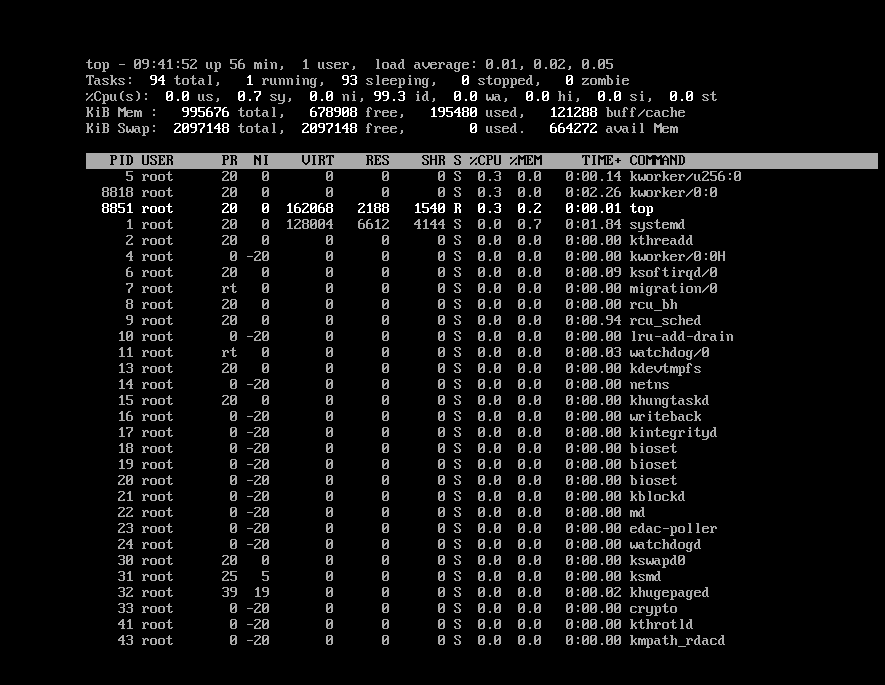 top - 09:41:52 up 56 min,  1 user,  load average: 0.01, 0.02, 0.05
Tasks:  94 total,   1 running,  93 sleeping,   0 stopped,   0 zombie
%Cpu(s):  0.0 us,  0.7 sy,  0.0 ni, 99.3 id,  0.0 wa,  0.0 hi,  0.0 si,  0.0 st
KiB Mem :   995676 total,   678908 free,   195480 used,   121288 buff/cache
KiB Swap:  2097148 total,  2097148 free,        0 used.   664272 avail Mem
PID USER      PR  NI    VIRT    RES    SHR S %CPU %MEM     TIME+ COMMAND
5 root      20   0       0      0      0 S  0.3  0.0   0:00.14 kworker/u256:0
8818 root      20   0       0      0      0 S  0.3  0.0   0:02.26 kworker/0:0
8851 root      20   0  162068   2188   1540 R  0.3  0.2   0:00.01 top
1 root      20   0  128004   6612   4144 S  0.0  0.7   0:01.84 systemd
2 root      20   0       0      0      0 S  0.0  0.0   0:00.00 kthreadd
4 root       0 -20       0      0      0 S  0.0  0.0   0:00.00 kworker/0:0H
6 root      20   0       0      0      0 S  0.0  0.0   0:00.09 ksoftirqd/0
7 root      rt   0       0      0      0 S  0.0  0.0   0:00.00 migration/0
8 root      20   0       0      0      0 S  0.0  0.0   0:00.00 rcu_bh
9 root      20   0       0      0      0 S  0.0  0.0   0:00.94 rcu_sched
10 root       0 -20       0      0      0 S  0.0  0.0   0:00.00 lru-add-drain
11 root      rt   0       0      0      0 S  0.0  0.0   0:00.03 watchdog/0
13 root      20   0       0      0      0 S  0.0  0.0   0:00.00 kdevtmpfs
14 root       0 -20       0      0      0 S  0.0  0.0   0:00.00 netns
15 root      20   0       0      0      0 S  0.0  0.0   0:00.00 khungtaskd
16 root       0 -20       0      0      0 S  0.0  0.0   0:00.00 writeback
17 root       0 -20       0      0      0 S  0.0  0.0   0:00.00 kintegrityd
18 root       0 -20       0      0      0 S  0.0  0.0   0:00.00 bioset
19 root       0 -20       0      0      0 S  0.0  0.0   0:00.00 bioset
20 root       0 -20       0      0      0 S  0.0  0.0   0:00.00 bioset
21 root       0 -20       0      0      0 S  0.0  0.0   0:00.00 kblockd
22 root       0 -20       0      0      0 S  0.0  0.0   0:00.00 md
23 root       0 -20       0      0      0 S  0.0  0.0   0:00.00 edac-poller
24 root       0 -20       0      0      0 S  0.0  0.0   0:00.00 watchdogd
30 root      20   0       0      0      0 S  0.0  0.0   0:00.00 kswapd0
31 root      25   5       0      0      0 S  0.0  0.0   0:00.00 ksmd
32 root      39  19       0      0      0 S  0.0  0.0   0:00.02 khugepaged
33 root       0 -20       0      0      0 S  0.0  0.0   0:00.00 crypto
41 root       0 -20       0      0      0 S  0.0  0.0   0:00.00 kthrotld
43 root       0 -20       0      0      0 S  0.0  0.0   0:00.00 kmpath_rdacd